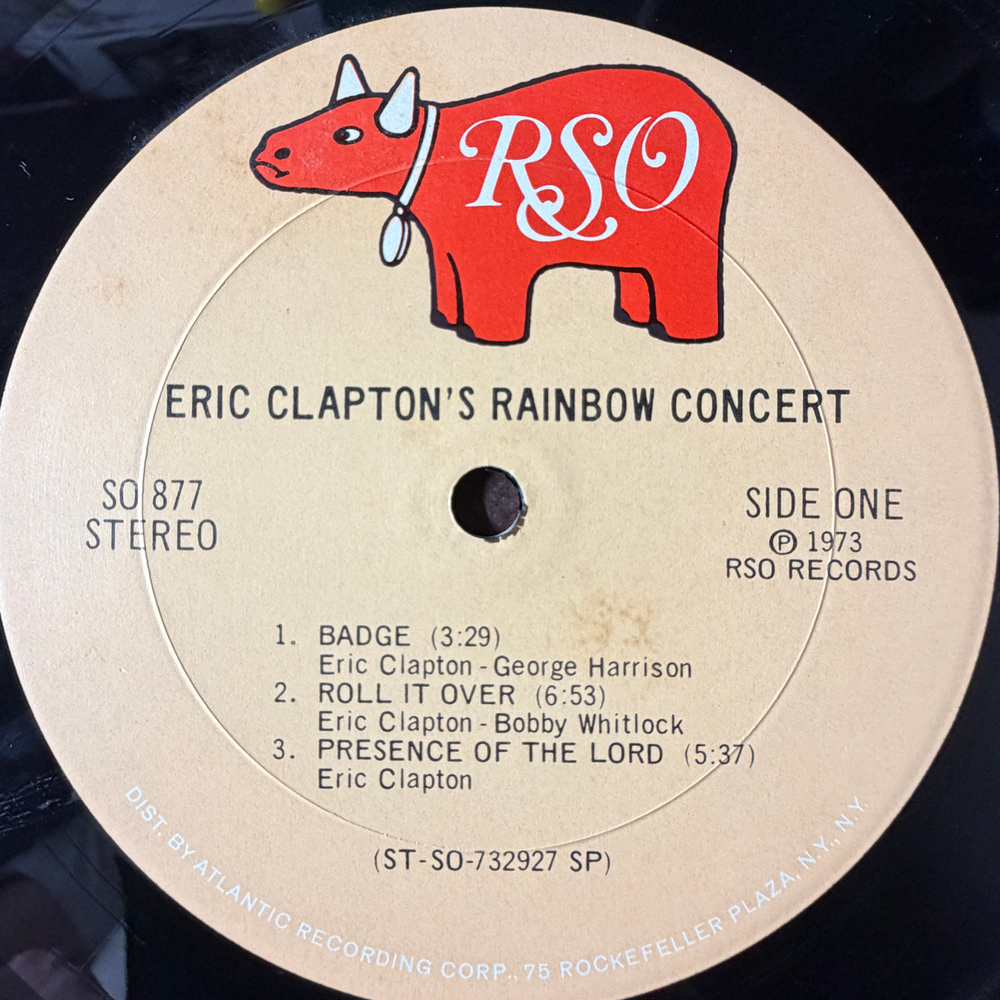 RSO
ERIC CLAPTON'S RAINBOW CONCERT
SO 877
STEREO
SIDE ONE
Ⓟ 1973
RSO RECORDS
1. BADGE (3:29)
Eric Clapton - George Harrison
2. ROLL IT OVER (6:53)
Eric Clapton - Bobby Whitlock
3. PRESENCE OF THE LORD (5:37)
Eric Clapton
(ST-SO-732927 SP)
DIST. BY ATLANTIC RECORDING CORP., 75 ROCKEFELLER PLAZA, N.Y., N.Y.